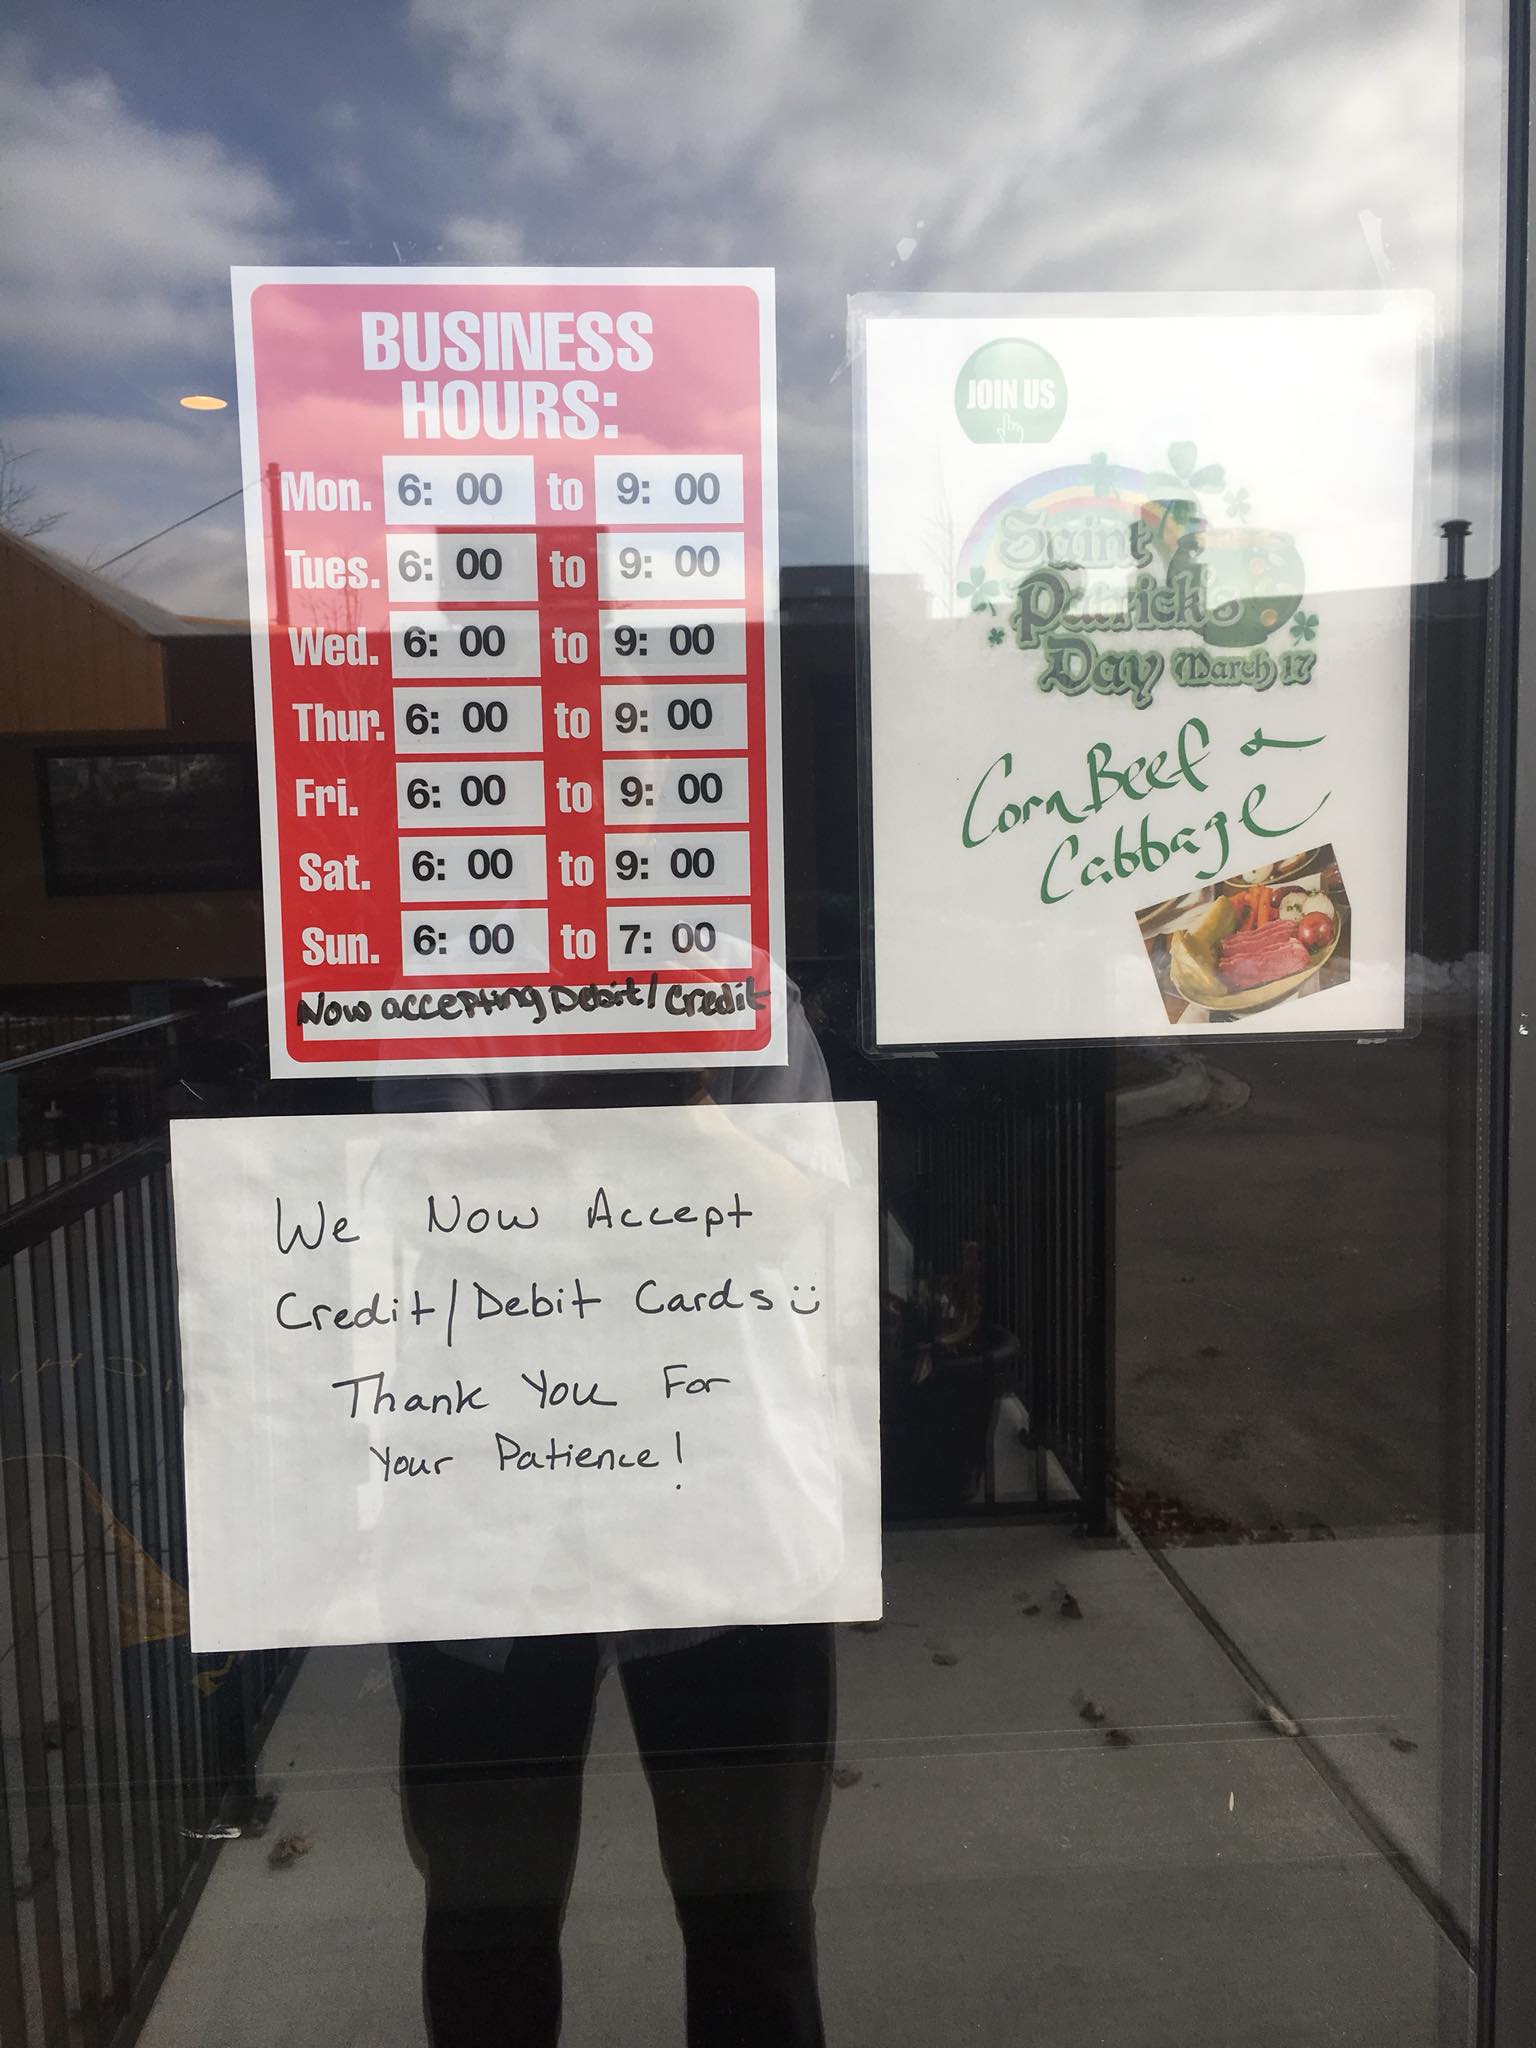 BUSINESS
HOURS:
Mon. 6: 00 to 9: 00
Tues. 6: 00 to 9: 00
Wed. 6: 00 to 9: 00
Thur. 6: 00 to 9: 00
Fri. 6: 00 to 9: 00
Sat. 6: 00 to 9: 00
Sun. 6: 00 to 7: 00
Now accepting Debit/Credit
JOIN US
Saint
Patrick's
Day March 17
Corn Beef &
Cabbage
We Now Accept
Credit/Debit Cards
Thank You For
Your Patience!